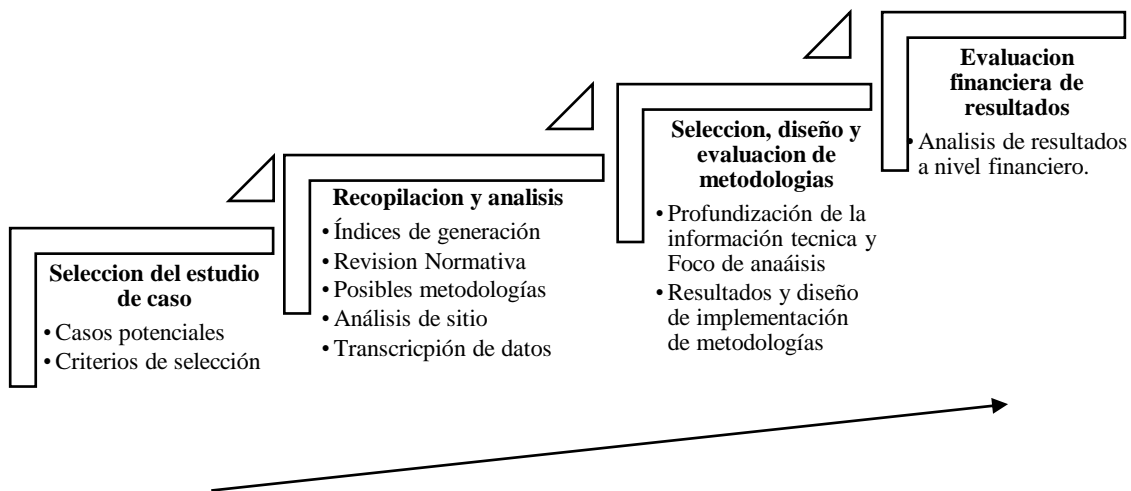 Seleccion del estudio
de caso
• Casos potenciales
• Criterios de selección
Recopilacion y analisis
• Índices de generación
• Revision Normativa
• Posibles metodologías
• Análisis de sitio
• Transcricpión de datos
Seleccion, diseño y
evaluacion de
metodologias
• Profundización de la
información tecnica y
Foco de anaáisis
• Resultados y diseño
de implementación
de metodologías
Evaluacion
financiera de
resultados
• Analisis de resultados
a nivel financiero.